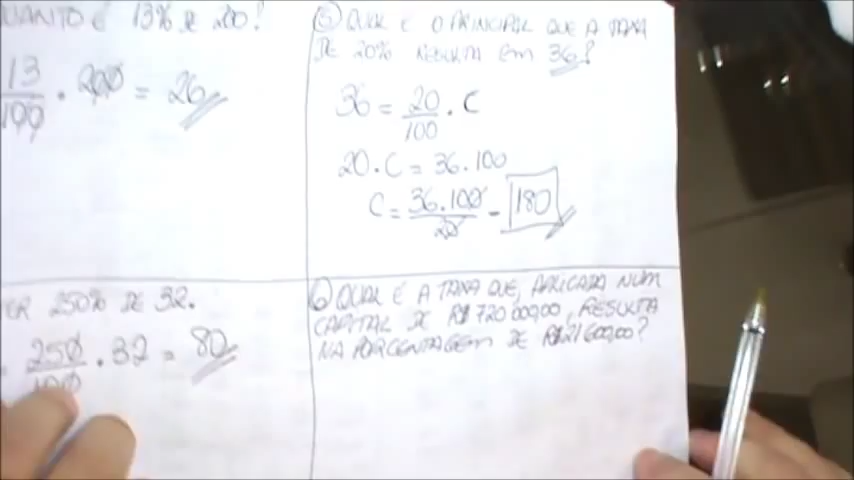 UANTO É 13% DE 200?
13/100 · 200 = 26
ER 250% DE 32.
250/100 · 32 = 80
5 QUAL É O PRINCIPAL QUE A TAXA
DE 20% RESULTA EM 36?
36 = 20/100 · C
20 · C = 36 · 100
C = 36 · 100/20 = 180
6 QUAL É A TAXA QUE, APLICADA NUM
CAPITAL DE R$ 720 000,00, RESULTA
NA PORCENTAGEM DE R$ 21 600,00?